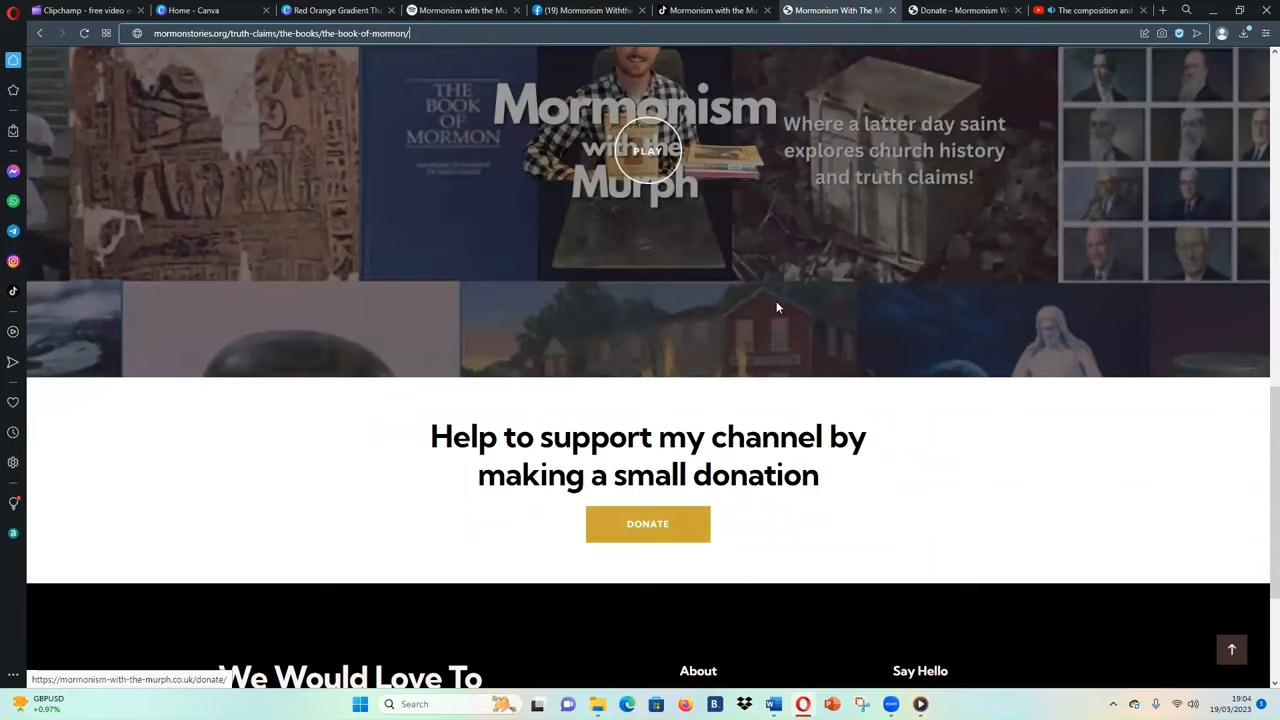 Clipchamp - free video e
Home - Canva
Red Orange Gradient Th
Mormonism with the Mu
(19) Mormonism Withthe
Mormonism with the Mu
Mormonism With The M
Donate – Mormonism W
The composition and
mormonstories.org/truth-claims/the-books/the-book-of-mormon/
THE
BOOK
OF
MORMON
Mormonism
with the
Murph
PLAY
Where a latter day saint
explores church history
and truth claims!
Help to support my channel by
making a small donation
DONATE
We Would Love To
About
Say Hello
https://mormonism-with-the-murph.co.uk/donate/
GBPUSD
+0.97%
Search
19:04
19/03/2023